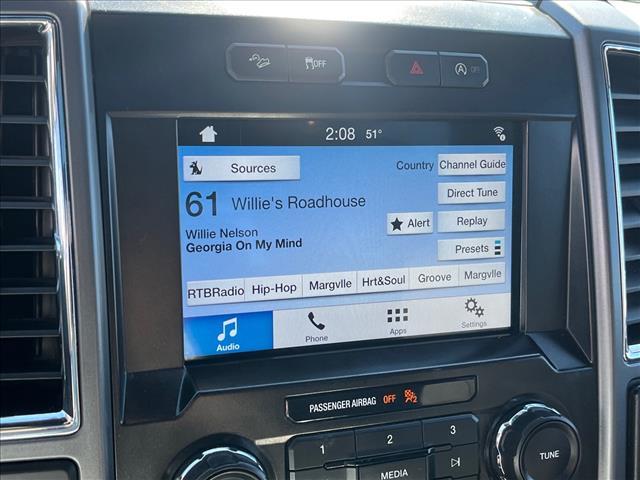 OFF
OFF
2:08 51°
Sources
Country
Channel Guide
61 Willie's Roadhouse
Direct Tune
Willie Nelson
Alert
Replay
Georgia On My Mind
Presets
RTBRadio Hip-Hop Margvlle Hrt&Soul Groove Margvlle
Audio Phone Apps Settings
PASSENGER AIRBAG OFF 2
1 2 3
MEDIA
TUNE